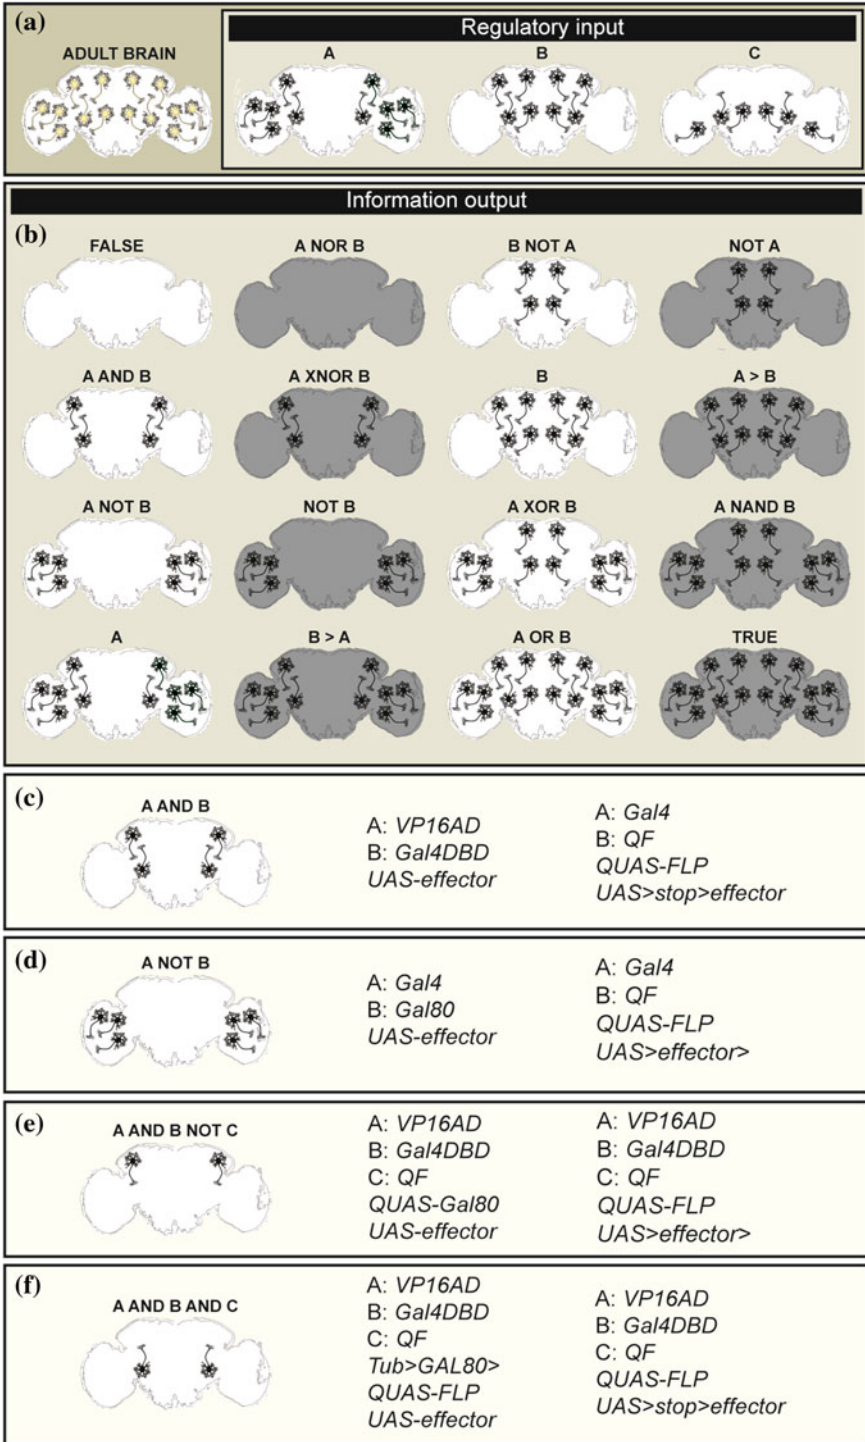 (a)
ADULT BRAIN
Regulatory input
A
B
C
Information output
(b)
FALSE
A NOR B
B NOT A
NOT A
A AND B
A XNOR B
B
A > B
A NOT B
NOT B
A XOR B
A NAND B
A
B > A
A OR B
TRUE
(c)
A AND B
A: VP16AD
B: Gal4DBD
UAS-effector
A: Gal4
B: QF
QUAS-FLP
UAS>stop>effector
(d)
A NOT B
A: Gal4
B: Gal80
UAS-effector
A: Gal4
B: QF
QUAS-FLP
UAS>effector>
(e)
A AND B NOT C
A: VP16AD
B: Gal4DBD
C: QF
QUAS-Gal80
UAS-effector
A: VP16AD
B: Gal4DBD
C: QF
QUAS-FLP
UAS>effector>
(f)
A AND B AND C
A: VP16AD
B: Gal4DBD
C: QF
Tub>GAL80>
QUAS-FLP
UAS-effector
A: VP16AD
B: Gal4DBD
C: QF
QUAS-FLP
UAS>stop>effector